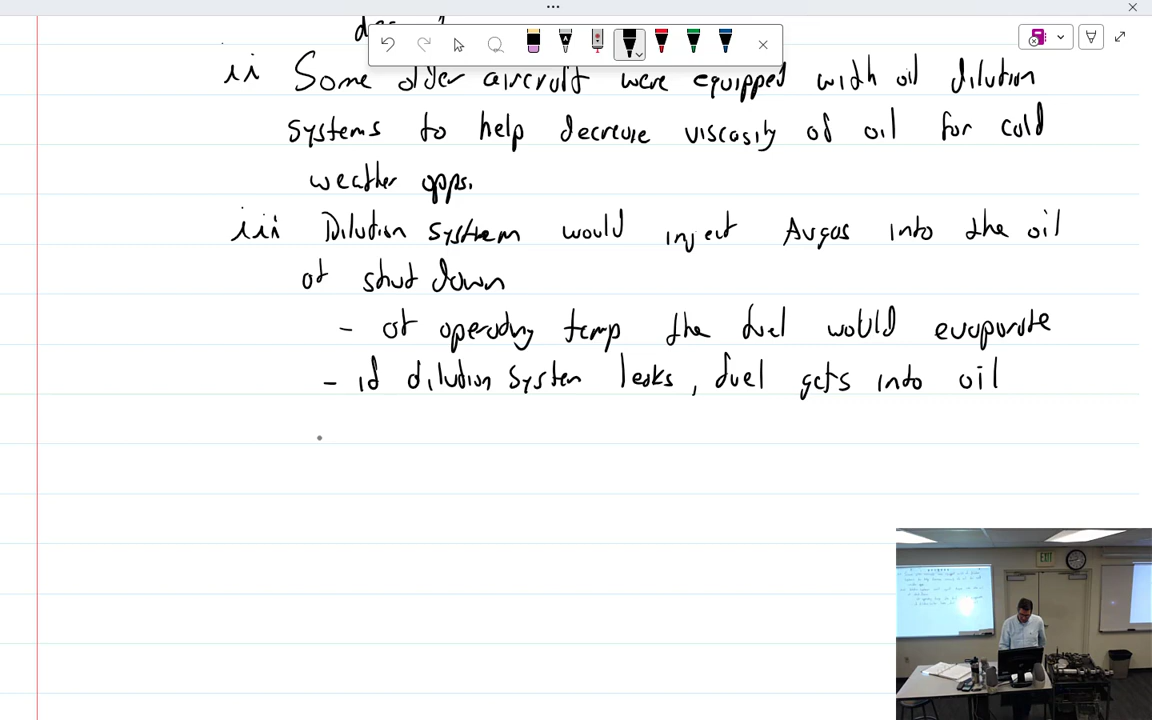 ii Some older aircraft were equipped with oil dilution
systems to help decrease viscosity of oil for cold
weather opps.
iii Dilution system would inject Avgas into the oil
at shut down
- at operating temp the fuel would evaporate
- if dilution system leaks, fuel gets into oil
EXIT